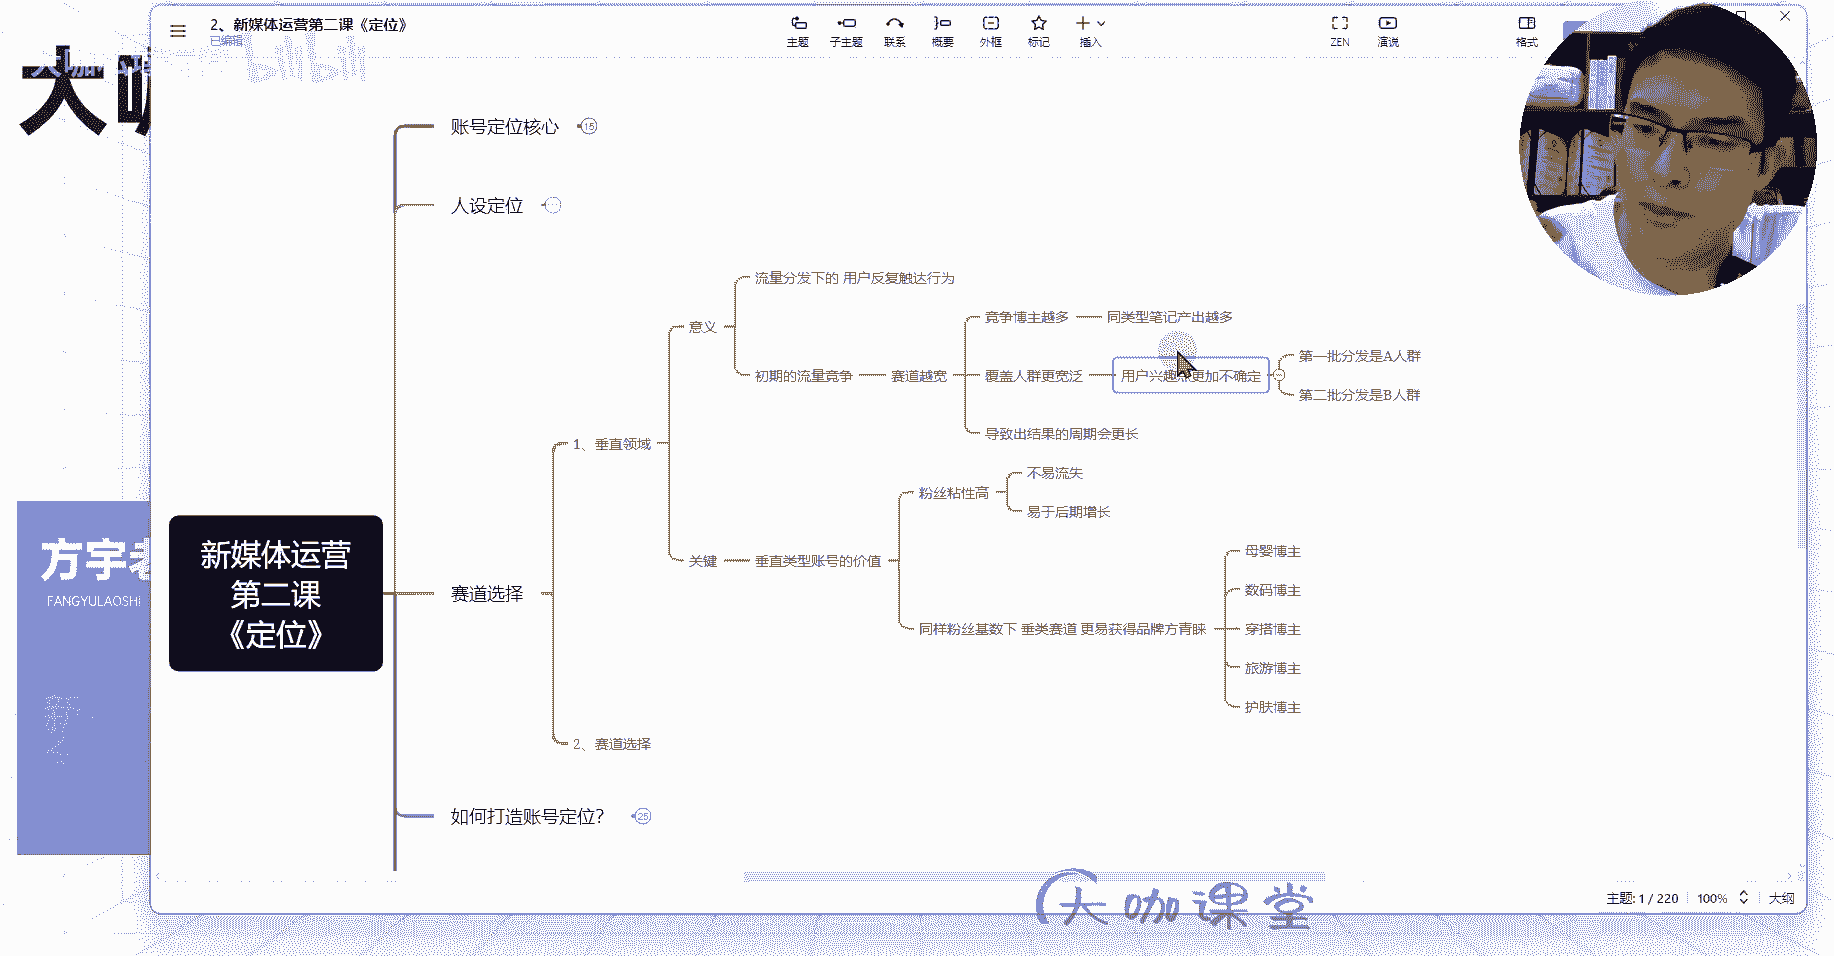 2、新媒体运营第二课《定位》
已编辑
主题
子主题
联系
概要
外框
标记
插入
ZEN
演说
格式
bilibili
大咖
账号定位核心
15
人设定位
流量分发下的 用户反复触达行为
意义
竞争博主越多
同类型笔记产出越多
初期的流量竞争
赛道越宽
覆盖人群更宽泛
用户兴趣点更加不确定
第一批分发是A人群
第二批分发是B人群
导致出结果的周期会更长
1、垂直领域
粉丝粘性高
不易流失
易于后期增长
关键
垂直类型账号的价值
母婴博主
数码博主
同样粉丝基数下 垂类赛道 更易获得品牌方青睐
穿搭博主
旅游博主
护肤博主
新媒体运营
第二课
《定位》
赛道选择
2、赛道选择
如何打造账号定位?
25
方宇老
FANGYULAOSHI
大咖课堂
主题: 1 / 220
100%
大纲